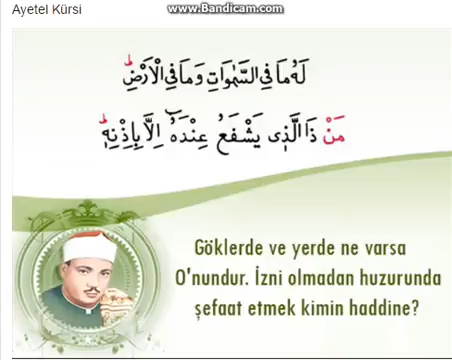 Ayetel Kürsi
www.Bandicam.com
لَهُ مَا فِي السَّمٰوَاتِ وَمَا فِي الْاَرْضِۜ
مَنْ ذَا الَّذ۪ي يَشْفَعُ عِنْدَهُٓ اِلَّا بِاِذْنِه۪ۜ
Göklerde ve yerde ne varsa
O'nundur. İzni olmadan huzurunda
şefaat etmek kimin haddine?